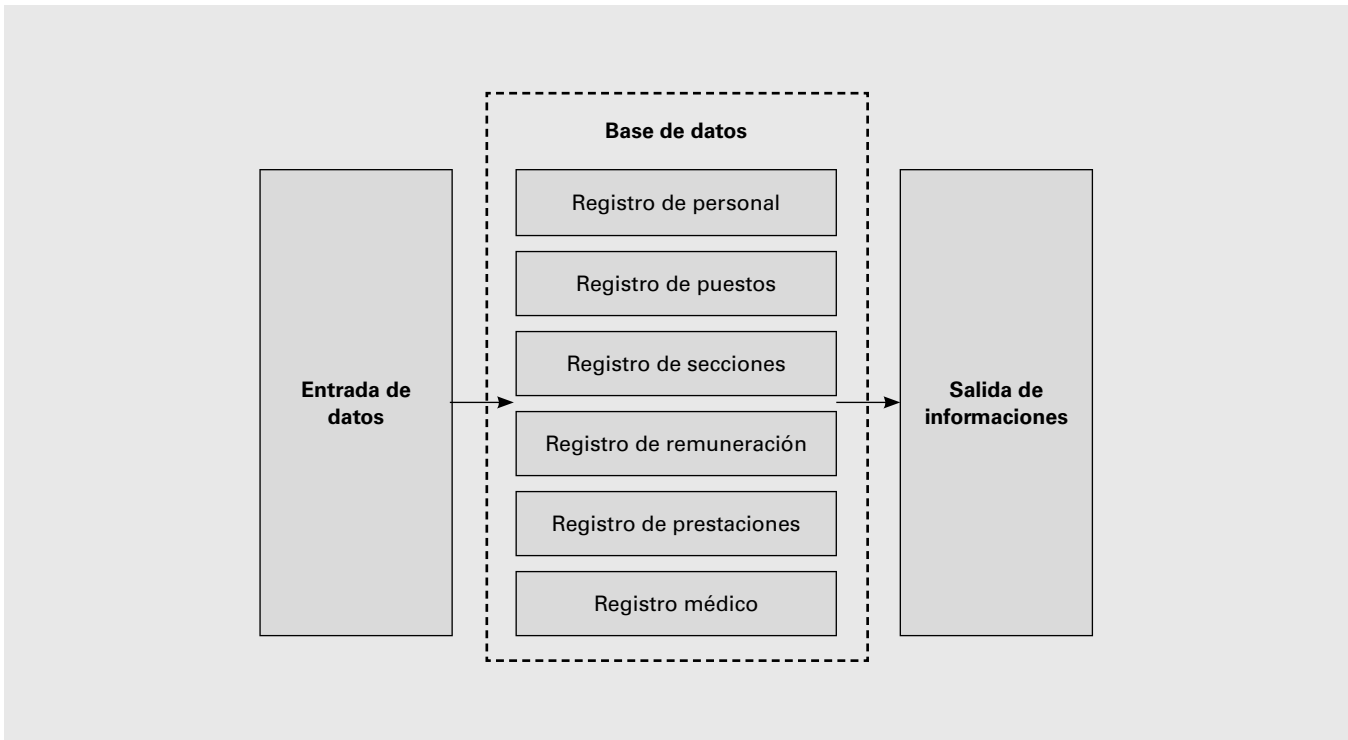 Entrada de
datos
Base de datos
Registro de personal
Registro de puestos
Registro de secciones
Registro de remuneración
Registro de prestaciones
Registro médico
Salida de
informaciones